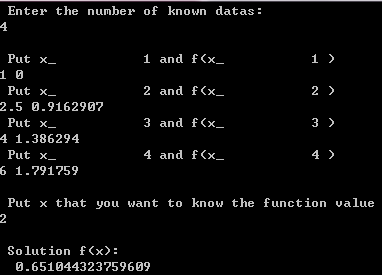 Enter the number of known datas:
4
Put x_ 1 and f(x_ 1 )
1 0
Put x_ 2 and f(x_ 2 )
2.5 0.9162907
Put x_ 3 and f(x_ 3 )
4 1.386294
Put x_ 4 and f(x_ 4 )
6 1.791759
Put x that you want to know the function value
2
Solution f(x):
0.651044323759609